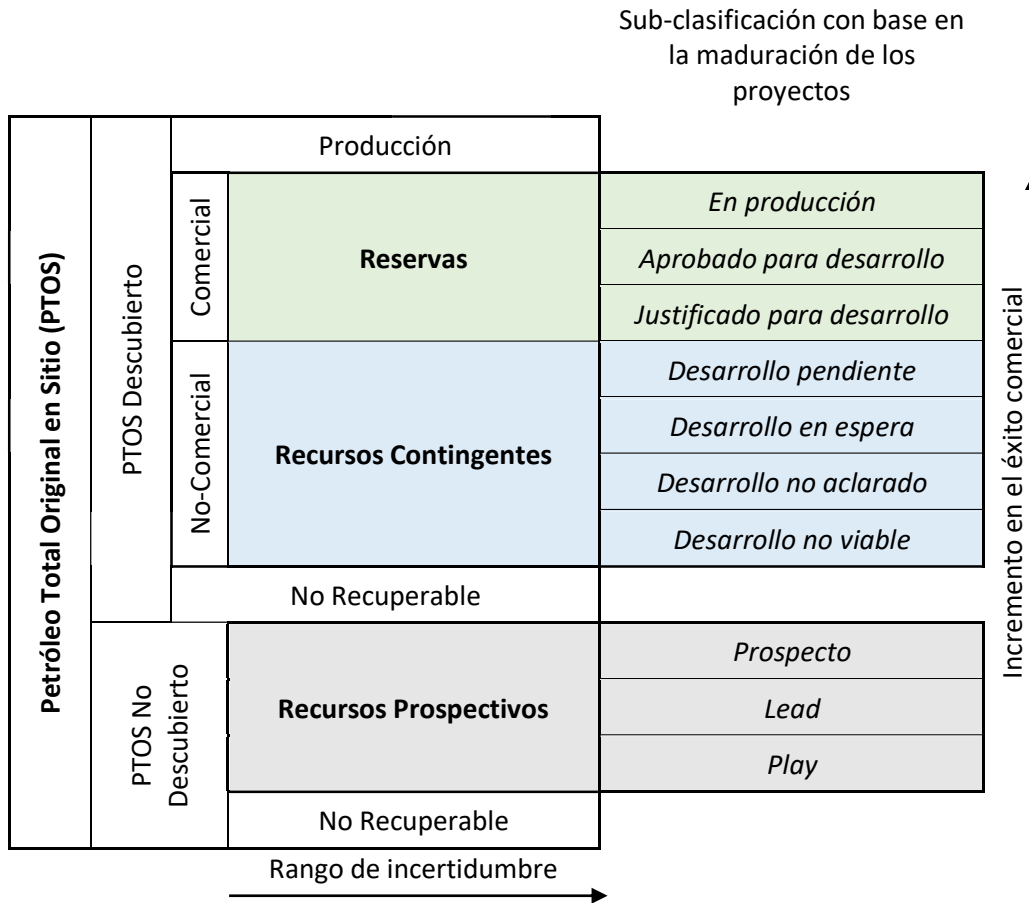 Sub-clasificación con base en
la maduración de los
proyectos
Petróleo Total Original en Sitio (PTOS)
PTOS Descubierto
Producción
Comercial
Reservas
En producción
Aprobado para desarrollo
Justificado para desarrollo
No-Comercial
Recursos Contingentes
Desarrollo pendiente
Desarrollo en espera
Desarrollo no aclarado
Desarrollo no viable
No Recuperable
PTOS No
Descubierto
Recursos Prospectivos
Prospecto
Lead
Play
No Recuperable
Rango de incertidumbre
Incremento en el éxito comercial